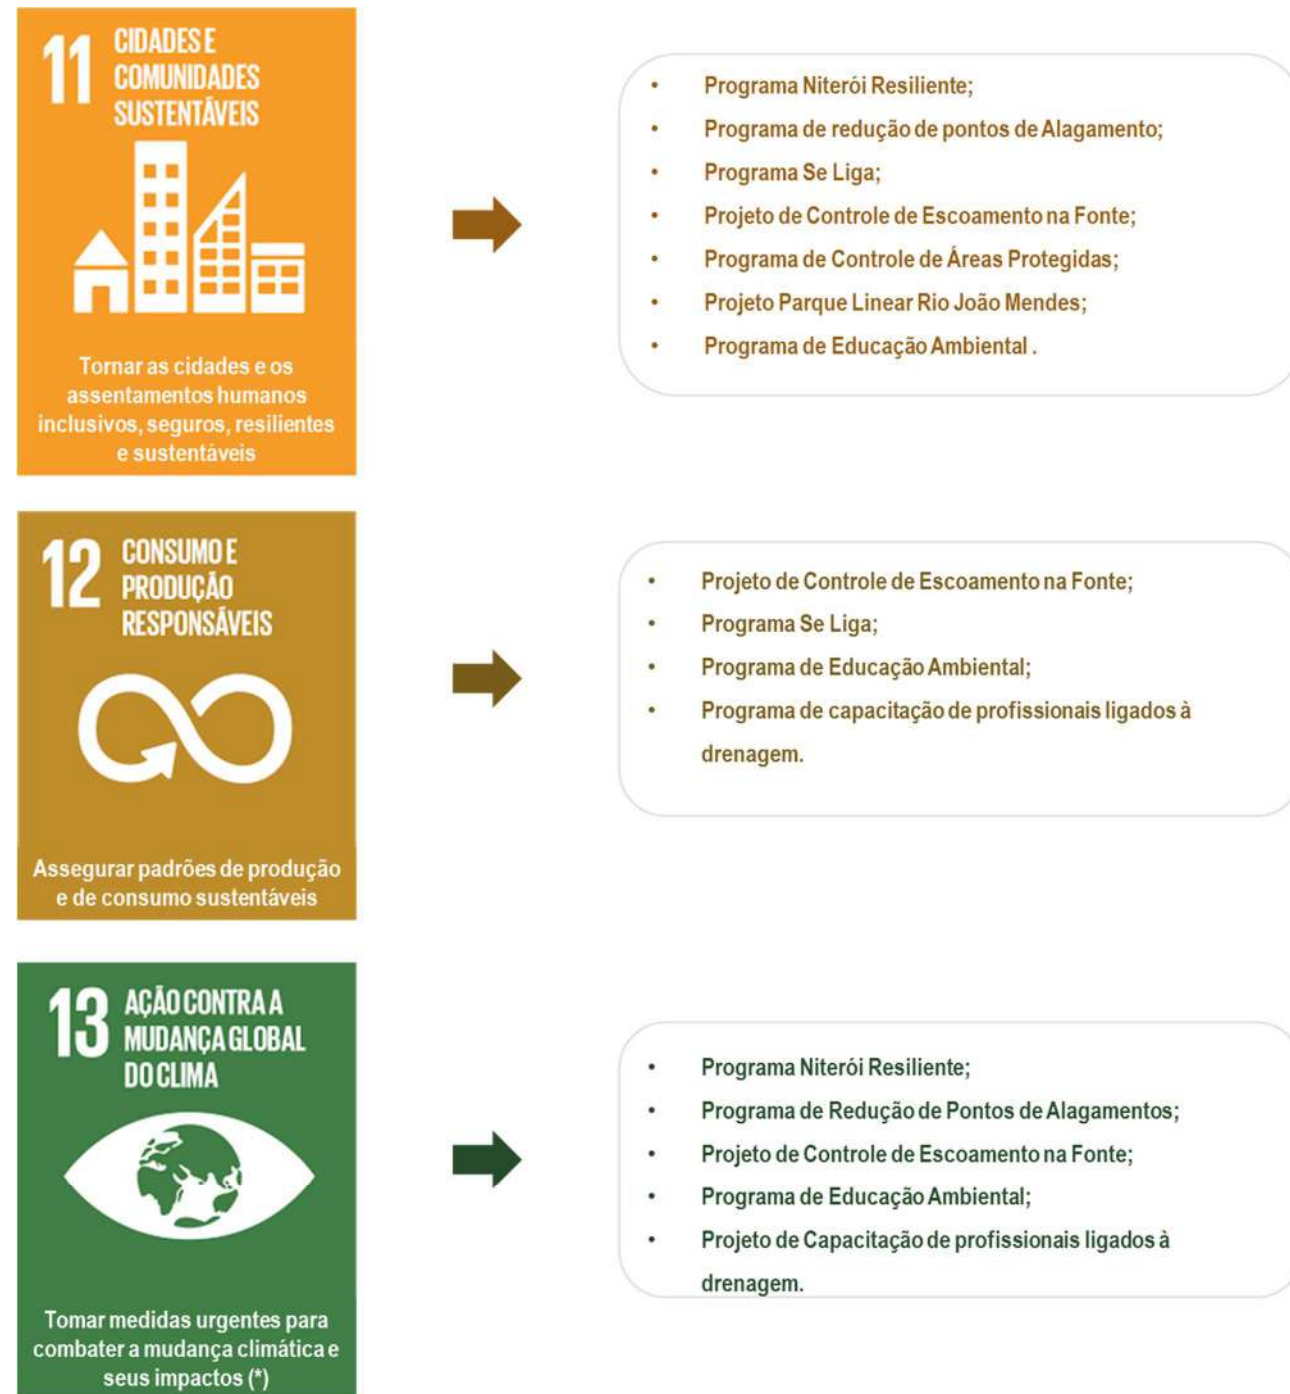 11 CIDADES E
COMUNIDADES
SUSTENTÁVEIS
Tornar as cidades e os
assentamentos humanos
inclusivos, seguros, resilientes
e sustentáveis
• Programa Niterói Resiliente;
• Programa de redução de pontos de Alagamento;
• Programa Se Liga;
• Projeto de Controle de Escoamento na Fonte;
• Programa de Controle de Áreas Protegidas;
• Projeto Parque Linear Rio João Mendes;
• Programa de Educação Ambiental .
12 CONSUMO E
PRODUÇÃO
RESPONSÁVEIS
Assegurar padrões de produção
e de consumo sustentáveis
• Projeto de Controle de Escoamento na Fonte;
• Programa Se Liga;
• Programa de Educação Ambiental;
• Programa de capacitação de profissionais ligados à
drenagem.
13 AÇÃO CONTRA A
MUDANÇA GLOBAL
DO CLIMA
Tomar medidas urgentes para
combater a mudança climática e
seus impactos (*)
• Programa Niterói Resiliente;
• Programa de Redução de Pontos de Alagamentos;
• Projeto de Controle de Escoamento na Fonte;
• Programa de Educação Ambiental;
• Projeto de Capacitação de profissionais ligados à
drenagem.